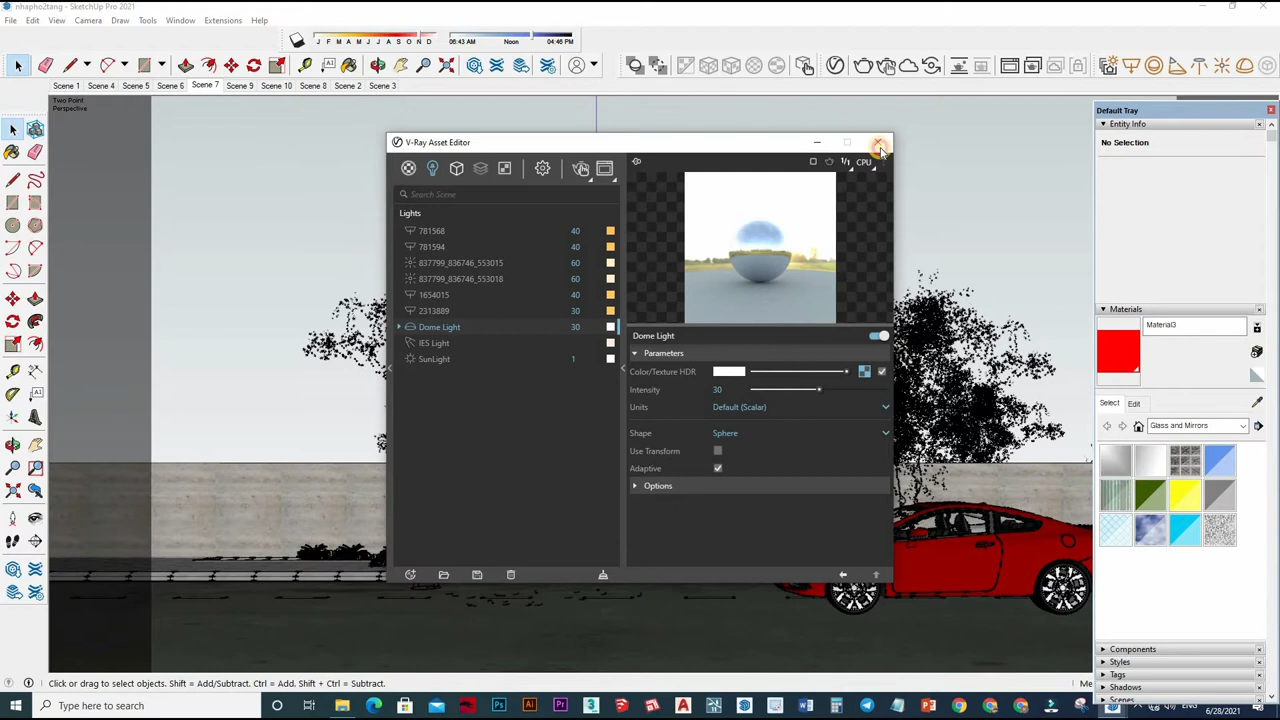 nhapho2tang - SketchUp Pro 2021
File Edit View Camera Draw Tools Window Extensions Help
J F M A M J J A S O N D 06:43 AM Noon 04:46 PM
Scene 1 Scene 4 Scene 5 Scene 6 Scene 7 Scene 9 Scene 10 Scene 8 Scene 2 Scene 3
Two Point
Perspective
V-Ray Asset Editor
1/1 CPU
Search Scene
Lights
781568 40
781594 40
837799_836746_553015 60
837799_836746_553018 60
1654015 40
2313889 30
Dome Light 30
IES Light
SunLight 1
Dome Light
Parameters
Color/Texture HDR
Intensity 30
Units Default (Scalar)
Shape Sphere
Use Transform
Adaptive
Options
Default Tray
Entity Info
No Selection
Materials
Material3
Select Edit
Glass and Mirrors
Components
Styles
Tags
Shadows
Scenes
Click or drag to select objects. Shift = Add/Subtract. Ctrl = Add. Shift + Ctrl = Subtract.
Type here to search
6/28/2021